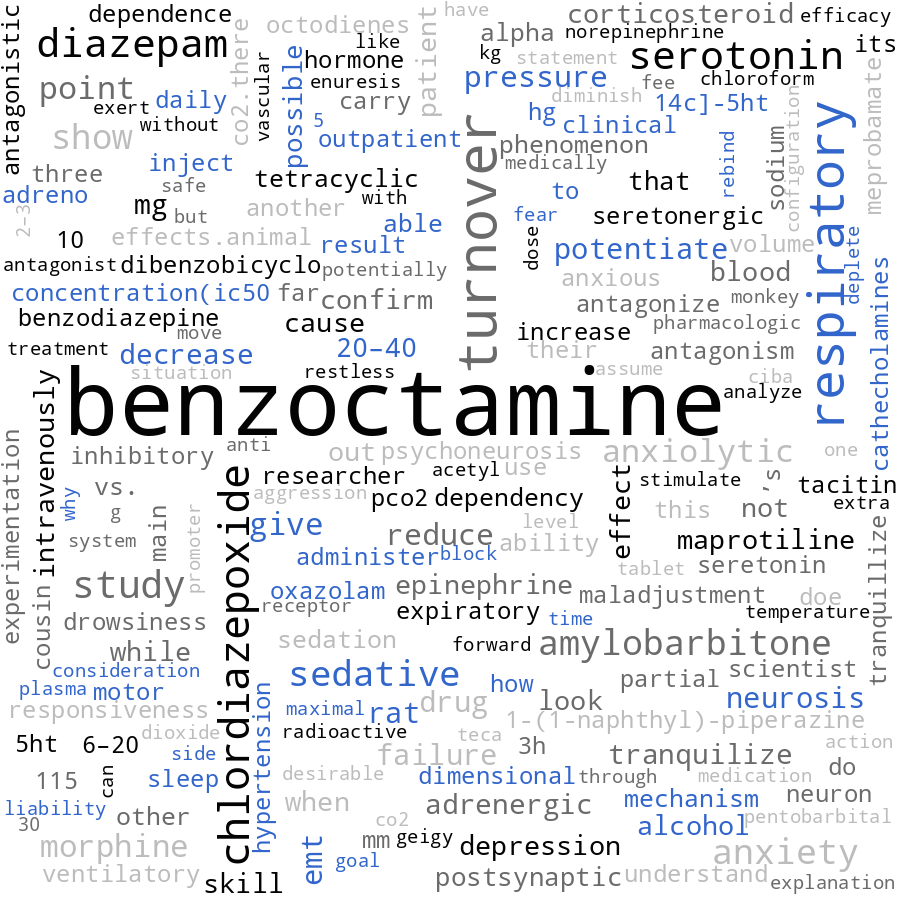 dependence
octodienes
have
corticosteroid
efficacy
antagonistic
diazepam
like
co2.there
patient
alpha
norepinephrine
its
hormone
kg
statement
serotonin
vascular
possible
enuresis
pressure
fee
chloroform
point
daily
carry
diminish
14c]-5ht
meprobamate
exert
hg
configuration
respiratory
show
without
5
outpatient
turnover
clinical
phenomenon
rebind
sodium
three
inject
medically
adreno
safe
tetracyclic
to
that
mg
with
2–3
but
another
able
fear
seretonergic
10
effects.animal
result
dose
potentiate
volume
deplete
antagonist
dibenzobicyclo
potentially
anxious
blood
cathecholamines
concentration(ic50
far
confirm
antagonize
monkey
benzodiazepine
move
cause
increase
pharmacologic
treatment
decrease
20–40
their
antagonism
situation
restless
assume
ciba
benzoctamine
analyze
intravenously
experimentation
inhibitory
anti
out
psychoneurosis
anxiolytic
one
chlordiazepoxide
researcher
acetyl
use
effect
stimulate
's
tacitin
why
vs.
aggression
pco2
dependency
this
not
extra
g
main
give
level
system
promoter
reduce
ability
maprotiline
tranquillize
administer
block
tablet
seretonin
study
oxazolam
epinephrine
maladjustment
doe
cousin
drowsiness
receptor
expiratory
time
temperature
while
sedation
forward
amylobarbitone
consideration
sedative
how
partial
scientist
plasma
motor
hypertension
maximal
rat
drug
look
neurosis
responsiveness
1-(1-naphthyl)-piperazine
dioxide
radioactive
teca
5ht
6–20
side
failure
3h
tranquilize
action
115
can
sleep
desirable
dimensional
through
medication
do
liability
when
adrenergic
mechanism
neuron
30
other
co2
alcohol
pentobarbital
morphine
emt
mm
geigy
depression
anxiety
goal
ventilatory
skill
postsynaptic
understand
explanation